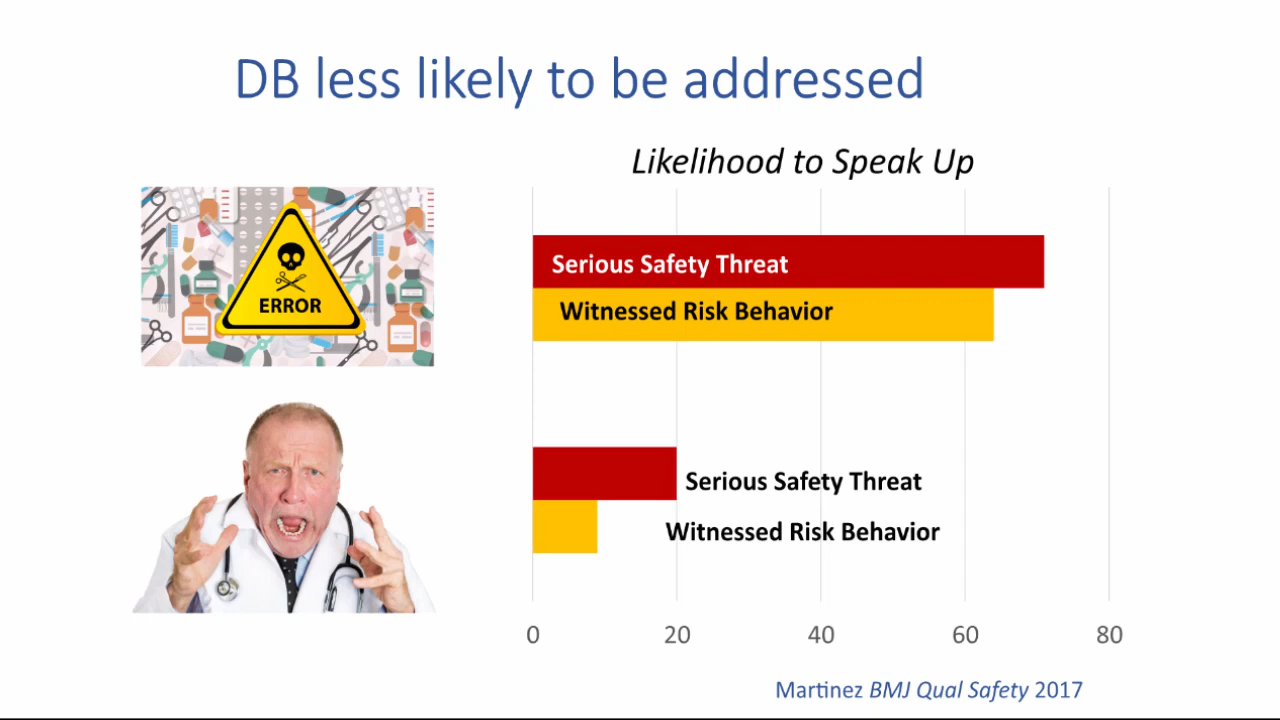 DB less likely to be addressed
Likelihood to Speak Up
ERROR
Serious Safety Threat
Witnessed Risk Behavior
Serious Safety Threat
Witnessed Risk Behavior
0 20 40 60 80
Martinez BMJ Qual Safety 2017